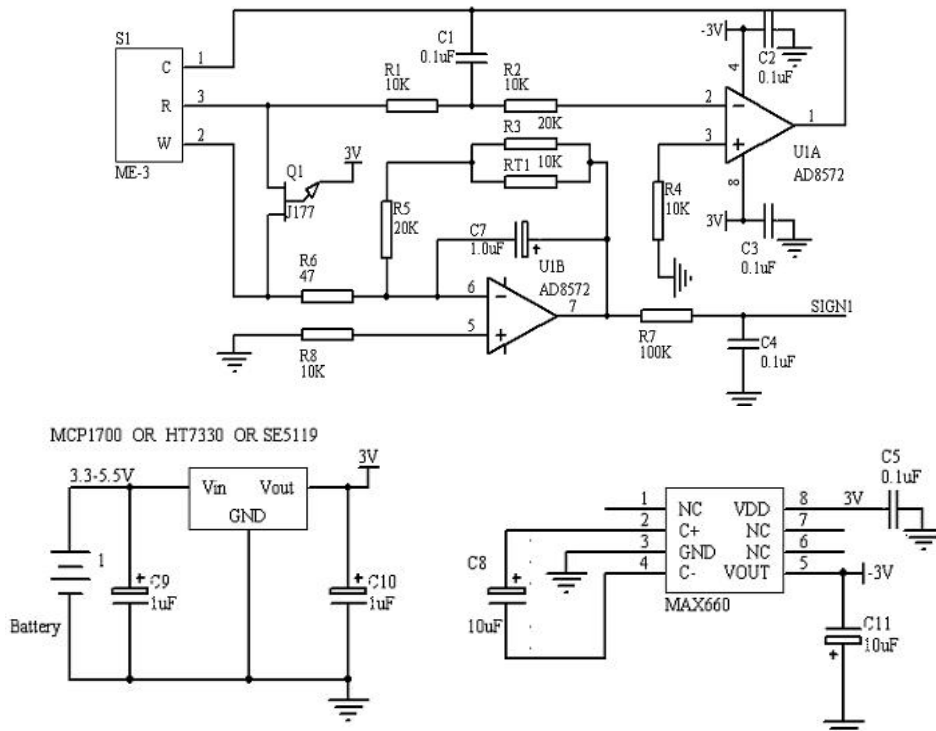 S1
C
R
W
ME-3
1
3
2
C1
0.1uF
R1
10K
R2
10K
20K
R3
10K
RT1
Q1
J177
3V
R5
20K
C7
1.0uF
+
R6
47
R8
10K
6
5
7
U1B
AD8572
R4
10K
-3V
4
C2
0.1uF
2
3
1
U1A
AD8572
8
3V
C3
0.1uF
R7
100K
SIGN1
C4
0.1uF
MCP1700 OR HT7330 OR SE5119
3.3-5.5V
Vin Vout
GND
3V
1
Battery
+
C9
1uF
+
C10
1uF
1 NC VDD 8
2 C+ NC 7
3 GND NC 6
4 C- VOUT 5
MAX660
3V
C5
0.1uF
-3V
C8
+
10uF
C11
10uF
+